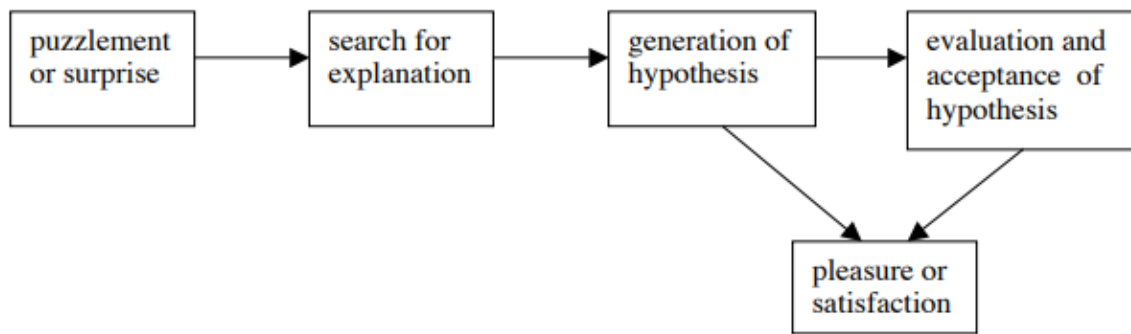 puzzlement
or surprise
search for
explanation
generation of
hypothesis
evaluation and
acceptance of
hypothesis
pleasure or
satisfaction